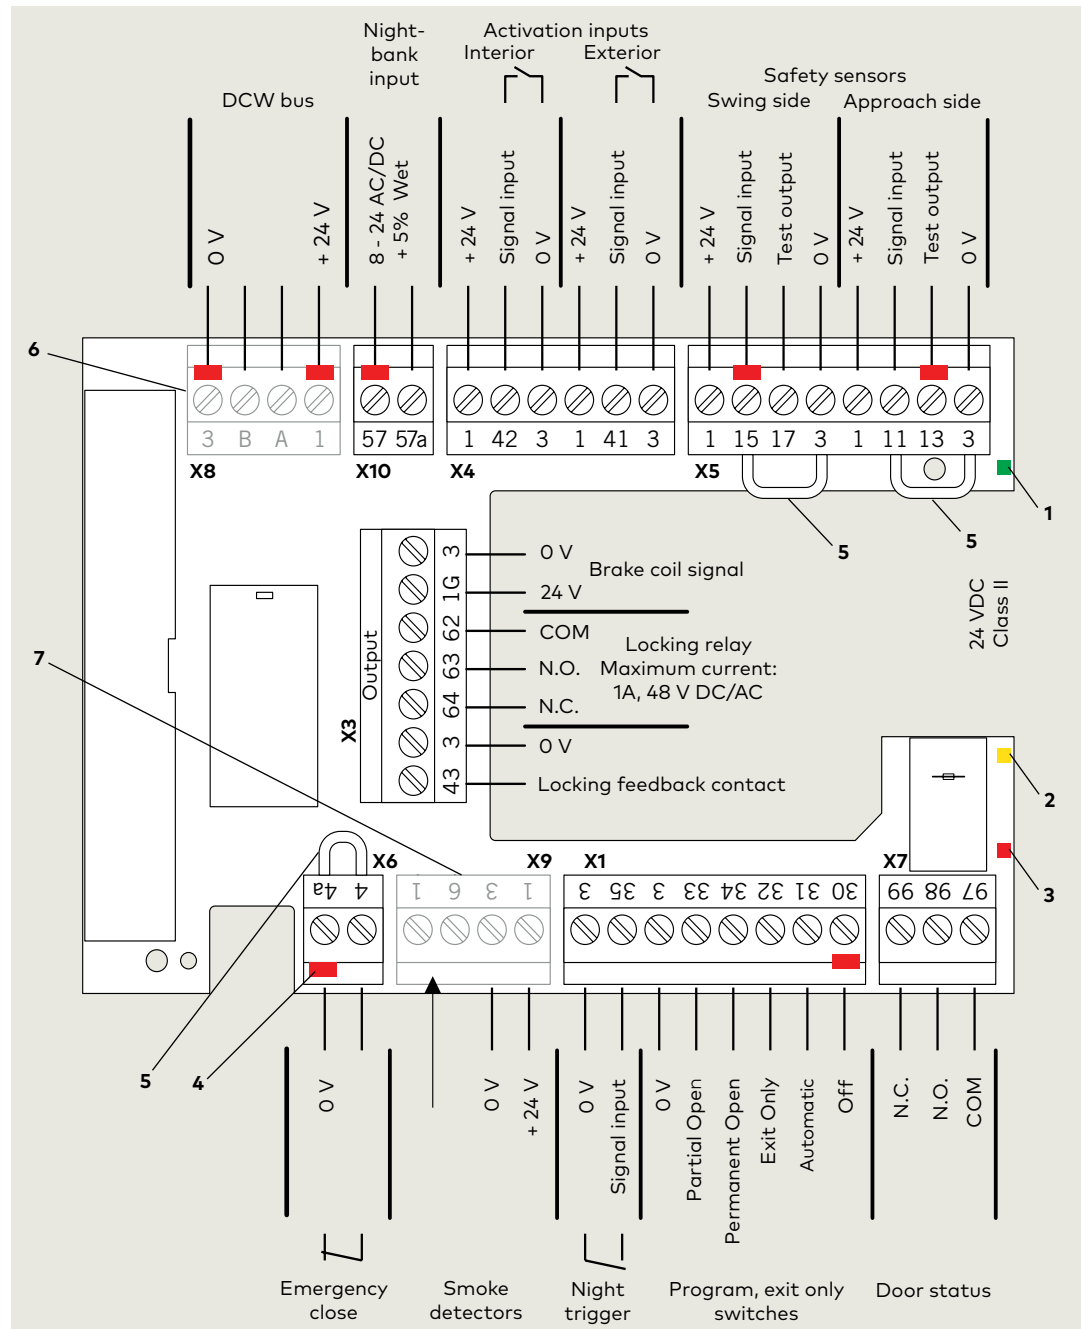 Night-
bank
input
Activation inputs
Interior
Exterior
Safety sensors
Swing side
Approach side
DCW bus
0 V
+ 24 V
8 - 24 AC/DC
+ 5% Wet
+ 24 V
Signal input
0 V
+ 24 V
Signal input
0 V
+ 24 V
Signal input
Test output
0 V
+ 24 V
Signal input
Test output
0 V
6
3 B A 1
57 57a
1 42 3 1 41 3
1 15 17 3 1 11 13 3
X8
X10
X4
X5
1
5
5
3
1G
62
63
64
3
43
0 V
24 V
Brake coil signal
COM
N.O.
N.C.
Locking relay
Maximum current:
1A, 48 V DC/AC
0 V
Locking feedback contact
Output
X3
24 VDC
Class II
7
2
3
X6
X9
X1
X7
4a 4
1 6 3 1
3 35 3 33 34 32 31 30
99 98 97
5
4
0 V
0 V
+ 24 V
0 V
Signal input
0 V
Partial Open
Permanent Open
Exit Only
Automatic
Off
N.C.
N.O.
COM
Emergency
close
Smoke
detectors
Night
trigger
Program, exit only
switches
Door status